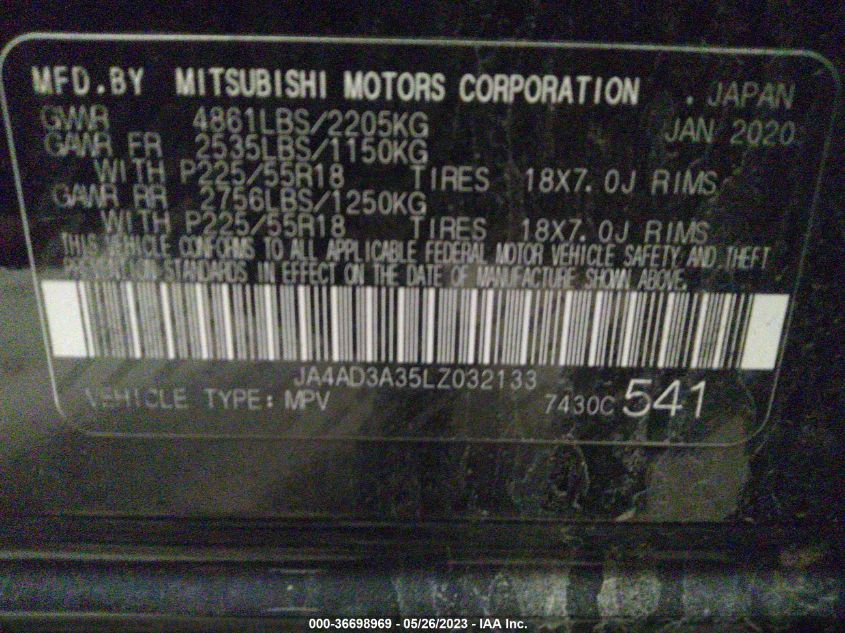 MFD.BY MITSUBISHI MOTORS CORPORATION . JAPAN
GVWR 4861LBS/2205KG JAN 2020
GAWR FR 2535LBS/1150KG
WITH P225/55R18 TIRES 18X7.0J RIMS
GAWR RR 2756LBS/1250KG
WITH P225/55R18 TIRES 18X7.0J RIMS
THIS VEHICLE CONFORMS TO ALL APPLICABLE FEDERAL MOTOR VEHICLE SAFETY AND THEFT
PREVENTION STANDARDS IN EFFECT ON THE DATE OF MANUFACTURE SHOWN ABOVE.
JA4AD3A35LZ032133
VEHICLE TYPE: MPV 7430C 541
000-36698969 - 05/26/2023 - IAA Inc.